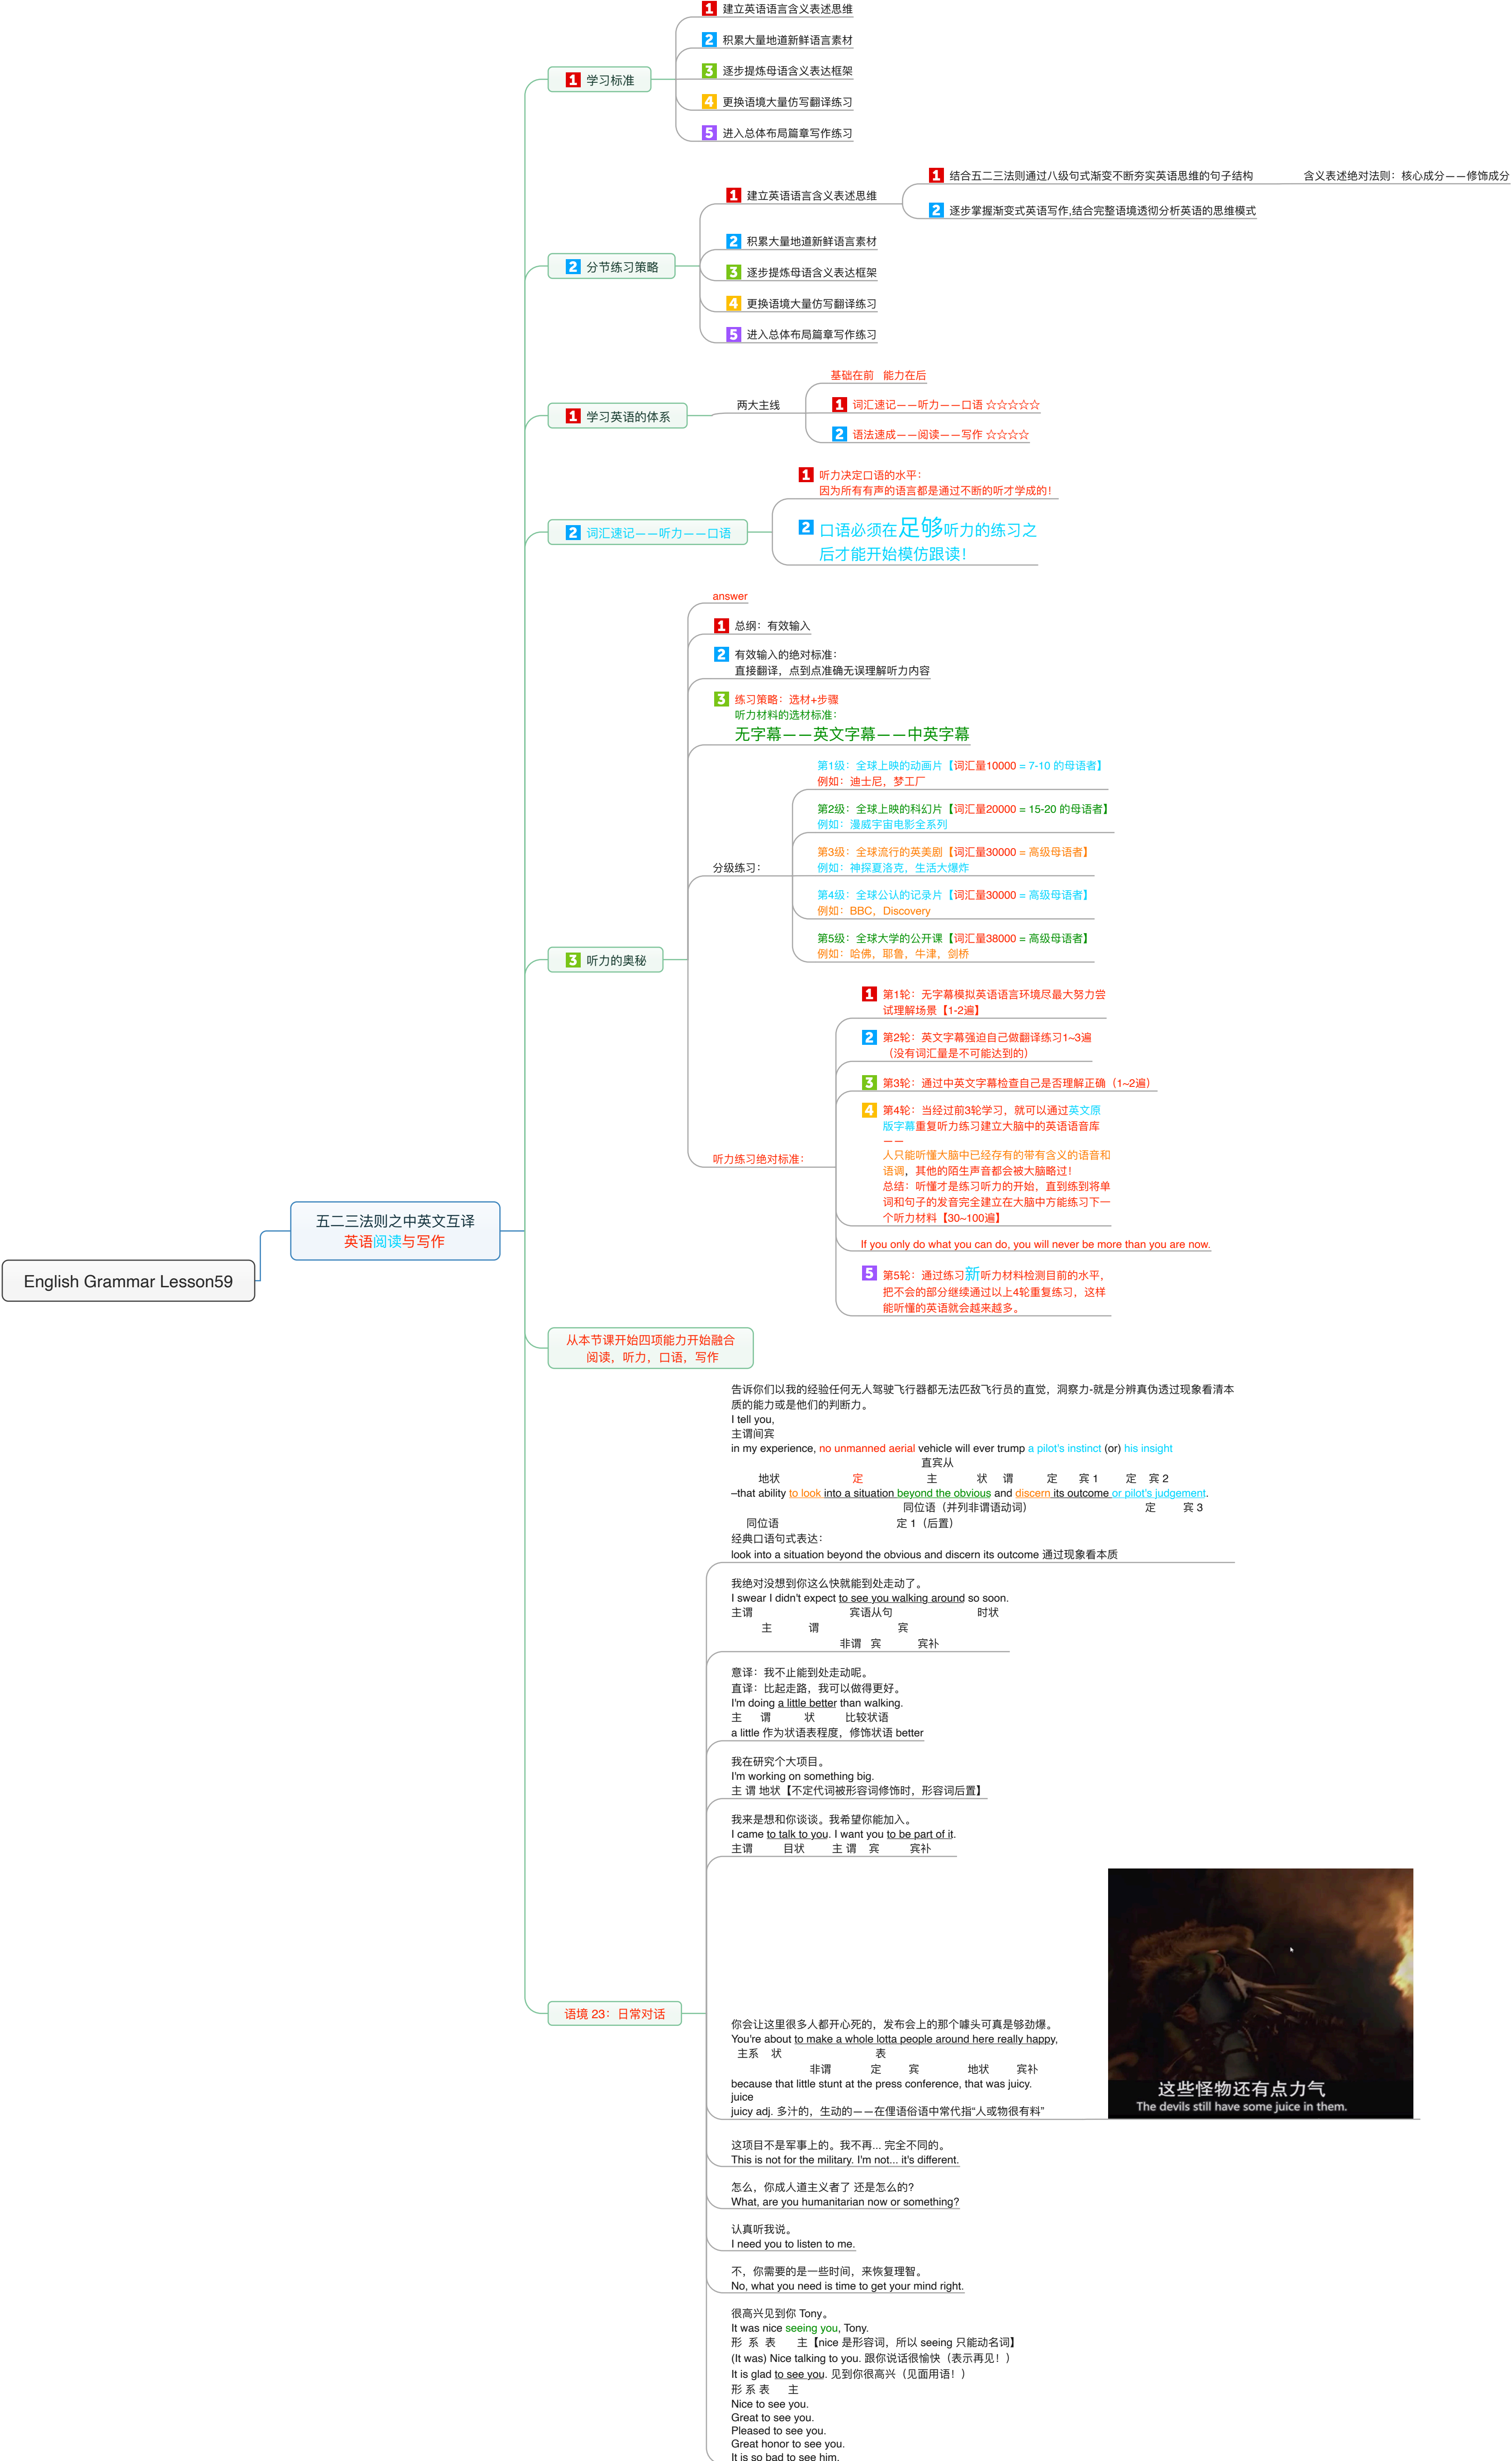 English Grammar Lesson59
五二三法则之中英文互译
英语阅读与写作
1 学习标准
1 建立英语语言含义表述思维
2 积累大量地道新鲜语言素材
3 逐步提炼母语含义表达框架
4 更换语境大量仿写翻译练习
5 进入总体布局篇章写作练习
2 分节练习策略
1 建立英语语言含义表述思维
1 结合五二三法则通过八级句式渐变不断夯实英语思维的句子结构
含义表述绝对法则：核心成分——修饰成分
2 逐步掌握渐变式英语写作,结合完整语境透彻分析英语的思维模式
2 积累大量地道新鲜语言素材
3 逐步提炼母语含义表达框架
4 更换语境大量仿写翻译练习
5 进入总体布局篇章写作练习
1 学习英语的体系
两大主线
基础在前 能力在后
1 词汇速记——听力——口语 ☆☆☆☆☆
2 语法速成——阅读——写作 ☆☆☆☆
2 词汇速记——听力——口语
1 听力决定口语的水平：
因为所有有声的语言都是通过不断的听才学成的！
2 口语必须在足够听力的练习之
后才能开始模仿跟读！
3 听力的奥秘
answer
1 总纲：有效输入
2 有效输入的绝对标准：
直接翻译，点到点准确无误理解听力内容
3 练习策略：选材+步骤
听力材料的选材标准：
无字幕——英文字幕——中英字幕
分级练习：
第1级：全球上映的动画片【词汇量10000 = 7-10 的母语者】
例如：迪士尼，梦工厂
第2级：全球上映的科幻片【词汇量20000 = 15-20 的母语者】
例如：漫威宇宙电影全系列
第3级：全球流行的英美剧【词汇量30000 = 高级母语者】
例如：神探夏洛克，生活大爆炸
第4级：全球公认的记录片【词汇量30000 = 高级母语者】
例如：BBC，Discovery
第5级：全球大学的公开课【词汇量38000 = 高级母语者】
例如：哈佛，耶鲁，牛津，剑桥
听力练习绝对标准：
1 第1轮：无字幕模拟英语语言环境尽最大努力尝
试理解场景【1-2遍】
2 第2轮：英文字幕强迫自己做翻译练习1~3遍
（没有词汇量是不可能达到的）
3 第3轮：通过中英文字幕检查自己是否理解正确（1~2遍）
4 第4轮：当经过前3轮学习，就可以通过英文原
版字幕重复听力练习建立大脑中的英语语音库
——
人只能听懂大脑中已经存有的带有含义的语音和
语调，其他的陌生声音都会被大脑略过！
总结：听懂才是练习听力的开始，直到练到将单
词和句子的发音完全建立在大脑中方能练习下一
个听力材料【30~100遍】
If you only do what you can do, you will never be more than you are now.
5 第5轮：通过练习新听力材料检测目前的水平，
把不会的部分继续通过以上4轮重复练习，这样
能听懂的英语就会越来越多。
从本节课开始四项能力开始融合
阅读，听力，口语，写作
语境 23：日常对话
告诉你们以我的经验任何无人驾驶飞行器都无法匹敌飞行员的直觉，洞察力-就是分辨真伪透过现象看清本
质的能力或是他们的判断力。
I tell you,
主谓间宾
in my experience, no unmanned aerial vehicle will ever trump a pilot's instinct (or) his insight
直宾从
地状 定 主 状 谓 定 宾 1 定 宾 2
–that ability to look into a situation beyond the obvious and discern its outcome or pilot's judgement.
同位语（并列非谓语动词） 定 宾 3
同位语 定 1（后置）
经典口语句式表达：
look into a situation beyond the obvious and discern its outcome 通过现象看本质
我绝对没想到你这么快就能到处走动了。
I swear I didn't expect to see you walking around so soon.
主谓 宾语从句 时状
主 谓 宾
非谓 宾 宾补
意译：我不止能到处走动呢。
直译：比起走路，我可以做得更好。
I'm doing a little better than walking.
主 谓 状 比较状语
a little 作为状语表程度，修饰状语 better
我在研究个大项目。
I'm working on something big.
主 谓 地状【不定代词被形容词修饰时，形容词后置】
我来是想和你谈谈。我希望你能加入。
I came to talk to you. I want you to be part of it.
主谓 目状 主 谓 宾 宾补
你会让这里很多人都开心死的，发布会上的那个噱头可真是够劲爆。
You're about to make a whole lotta people around here really happy,
主系 状 表
非谓 定 宾 地状 宾补
because that little stunt at the press conference, that was juicy.
juice
juicy adj. 多汁的，生动的——在俚语俗语中常代指“人或物很有料”
这些怪物还有点力气
The devils still have some juice in them.
这项目不是军事上的。我不再... 完全不同的。
This is not for the military. I'm not... it's different.
怎么，你成人道主义者了 还是怎么的?
What, are you humanitarian now or something?
认真听我说。
I need you to listen to me.
不，你需要的是一些时间，来恢复理智。
No, what you need is time to get your mind right.
很高兴见到你 Tony。
It was nice seeing you, Tony.
形 系 表 主【nice 是形容词，所以 seeing 只能动名词】
(It was) Nice talking to you. 跟你说话很愉快（表示再见！）
It is glad to see you. 见到你很高兴（见面用语！）
形 系 表 主
Nice to see you.
Great to see you.
Pleased to see you.
Great honor to see you.
It is so bad to see him.